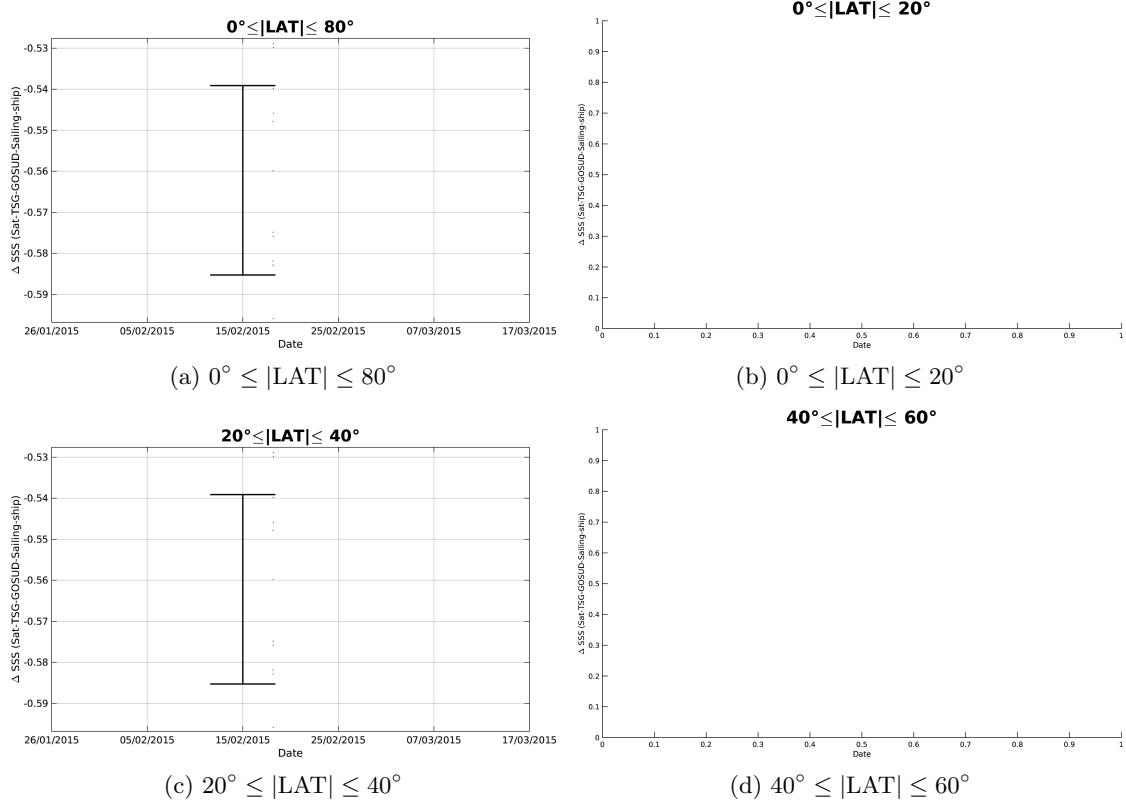 0°≤|LAT|≤ 80°
-0.53
-0.54
-0.55
-0.56
-0.57
-0.58
-0.59
Δ SSS (Sat-TSG-GOSUD-Sailing-ship)
26/01/2015 05/02/2015 15/02/2015 25/02/2015 07/03/2015 17/03/2015
Date
(a) 0° ≤ |LAT| ≤ 80°
0°≤|LAT|≤ 20°
1
0.9
0.8
0.7
0.6
0.5
0.4
0.3
0.2
0.1
0
Δ SSS (Sat-TSG-GOSUD-Sailing-ship)
0 0.1 0.2 0.3 0.4 0.5 0.6 0.7 0.8 0.9 1
Date
(b) 0° ≤ |LAT| ≤ 20°
20°≤|LAT|≤ 40°
-0.53
-0.54
-0.55
-0.56
-0.57
-0.58
-0.59
Δ SSS (Sat-TSG-GOSUD-Sailing-ship)
26/01/2015 05/02/2015 15/02/2015 25/02/2015 07/03/2015 17/03/2015
Date
(c) 20° ≤ |LAT| ≤ 40°
40°≤|LAT|≤ 60°
1
0.9
0.8
0.7
0.6
0.5
0.4
0.3
0.2
0.1
0
Δ SSS (Sat-TSG-GOSUD-Sailing-ship)
0 0.1 0.2 0.3 0.4 0.5 0.6 0.7 0.8 0.9 1
Date
(d) 40° ≤ |LAT| ≤ 60°